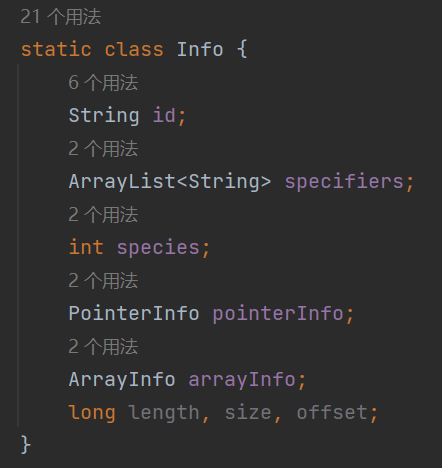 21 个用法
static class Info {
6 个用法
String id;
2 个用法
ArrayList<String> specifiers;
2 个用法
int species;
2 个用法
PointerInfo pointerInfo;
2 个用法
ArrayInfo arrayInfo;
long length, size, offset;
}